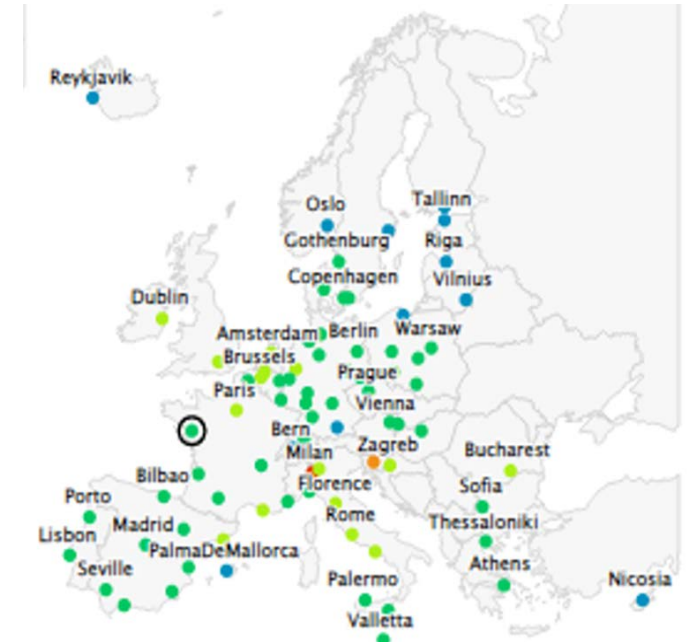 Reykjavik
Oslo
Tallinn
Gothenburg
Riga
Copenhagen
Vilnius
Dublin
Amsterdam
Berlin
Warsaw
Brussels
Prague
Paris
Vienna
Bern
Zagreb
Milan
Bucharest
Bilbao
Florence
Sofia
Porto
Rome
Madrid
Thessaloniki
Lisbon
PalmaDeMallorca
Seville
Athens
Palermo
Nicosia
Valletta